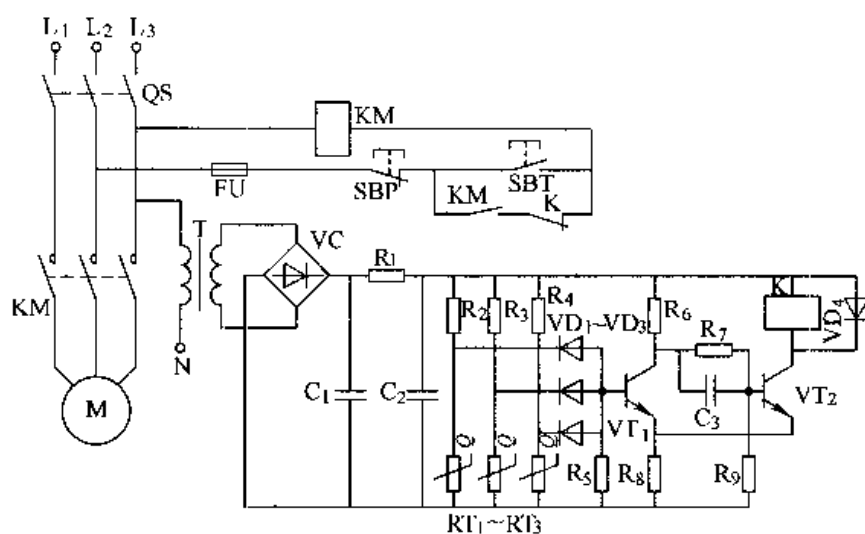 L1 L2 L3
QS
KM
FU
SBP
SBT
KM
K
T
VC
R1
KM
N
M
C1
C2
R2
R3
R4
VD1~VD3
R6
R7
K
VD4
C3
VT1
VT2
R5
R8
R9
RT1~RT3